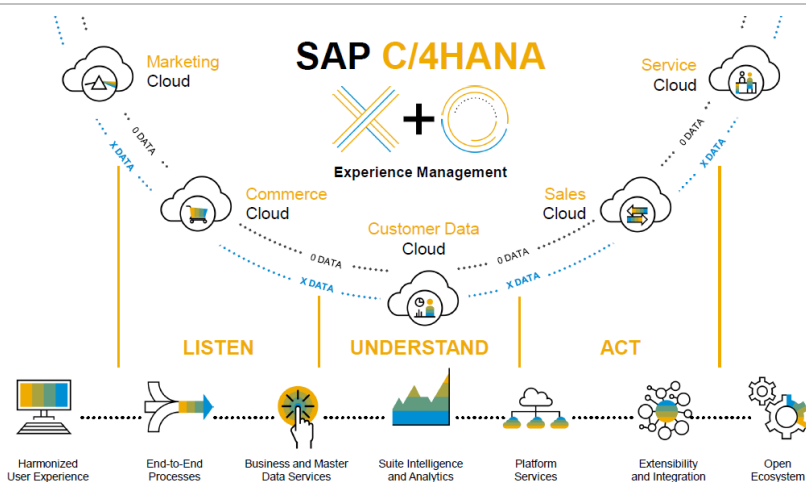 SAP C/4HANA
Marketing
Cloud
Service
Cloud
O DATA
X DATA
O DATA
X DATA
Experience Management
Commerce
Cloud
Sales
Cloud
Customer Data
Cloud
O DATA
X DATA
O DATA
X DATA
LISTEN
UNDERSTAND
ACT
Harmonized
User Experience
End-to-End
Processes
Business and Master
Data Services
Suite Intelligence
and Analytics
Platform
Services
Extensibility
and Integration
Open
Ecosystem